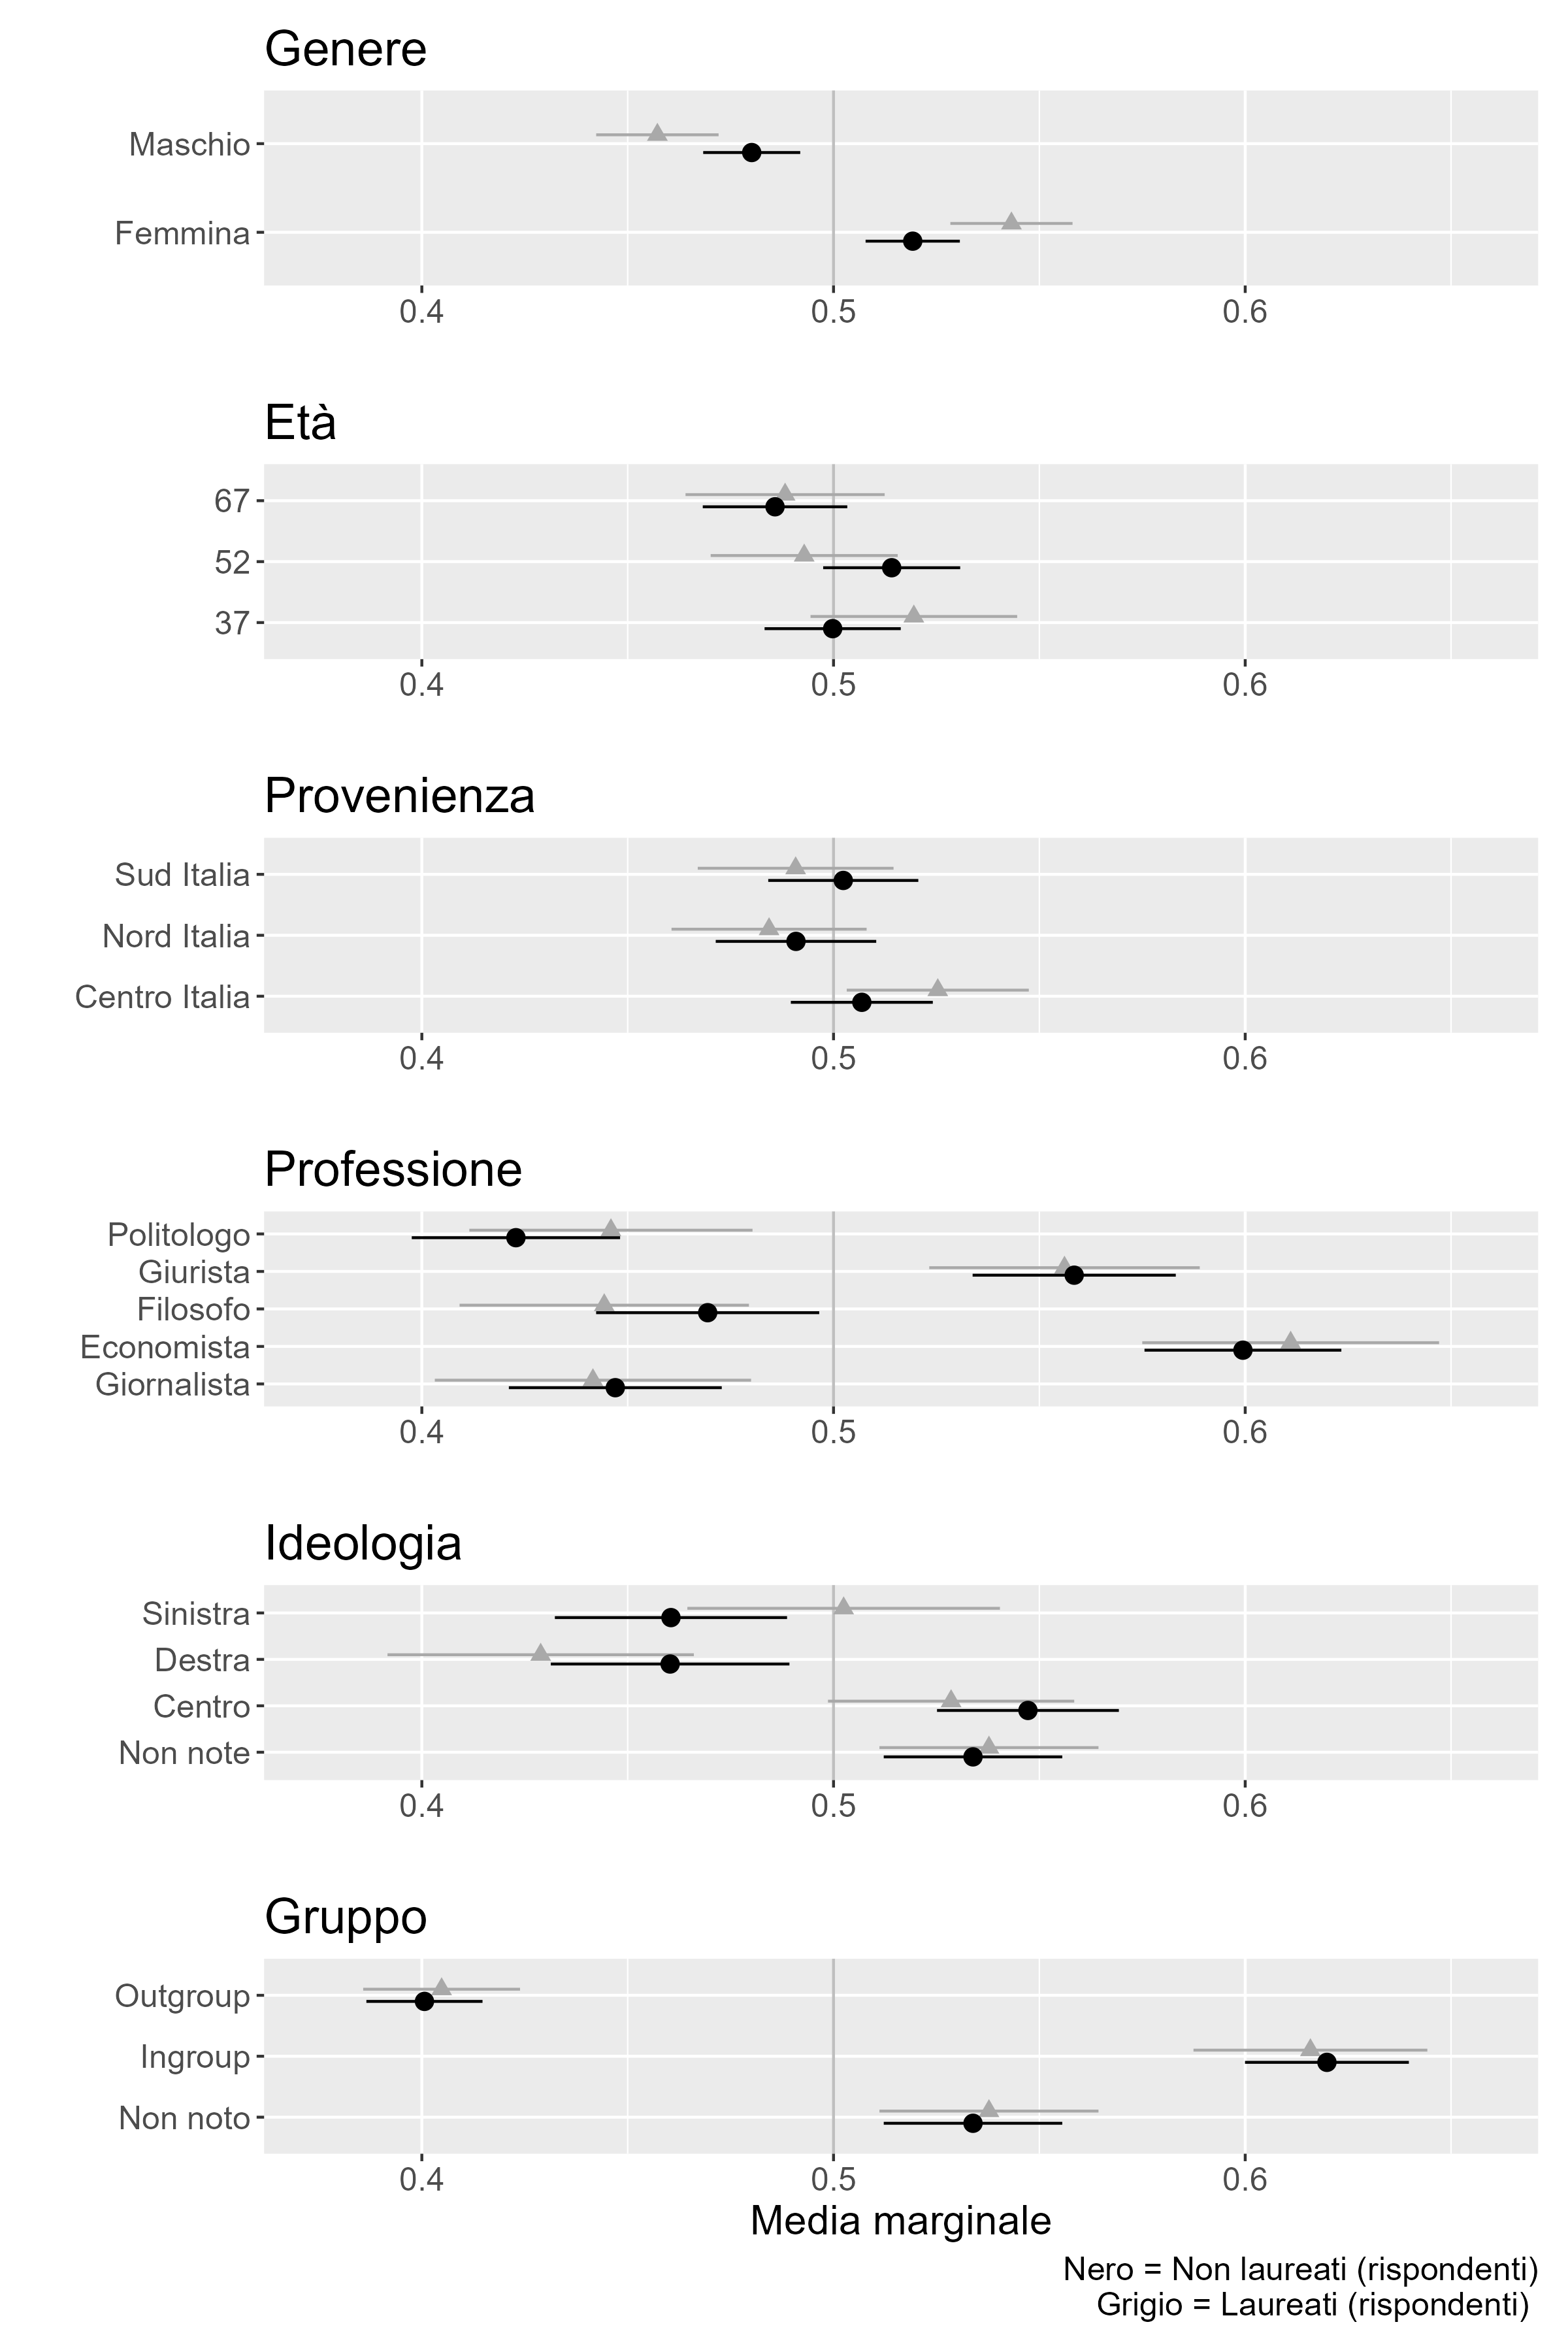 Genere
Maschio
Femmina
0.4 0.5 0.6
Età
67
52
37
0.4 0.5 0.6
Provenienza
Sud Italia
Nord Italia
Centro Italia
0.4 0.5 0.6
Professione
Politologo
Giurista
Filosofo
Economista
Giornalista
0.4 0.5 0.6
Ideologia
Sinistra
Destra
Centro
Non note
0.4 0.5 0.6
Gruppo
Outgroup
Ingroup
Non noto
0.4 0.5 0.6
Media marginale
Nero = Non laureati (rispondenti)
Grigio = Laureati (rispondenti)